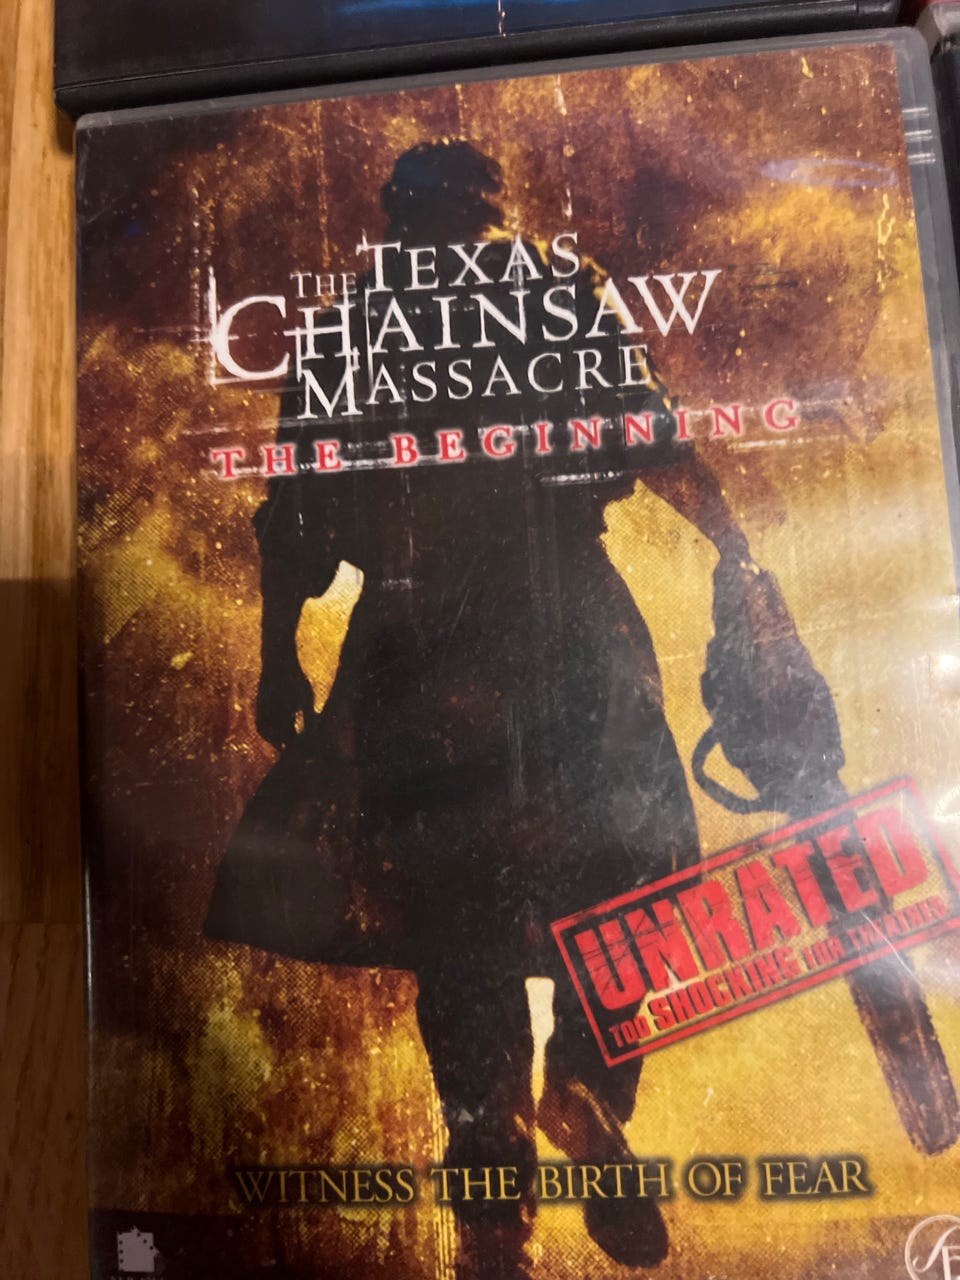 THE TEXAS
CHAINSAW
MASSACRE
THE BEGINNING
UNRATED
TOO SHOCKING FOR THEATRES
WITNESS THE BIRTH OF FEAR